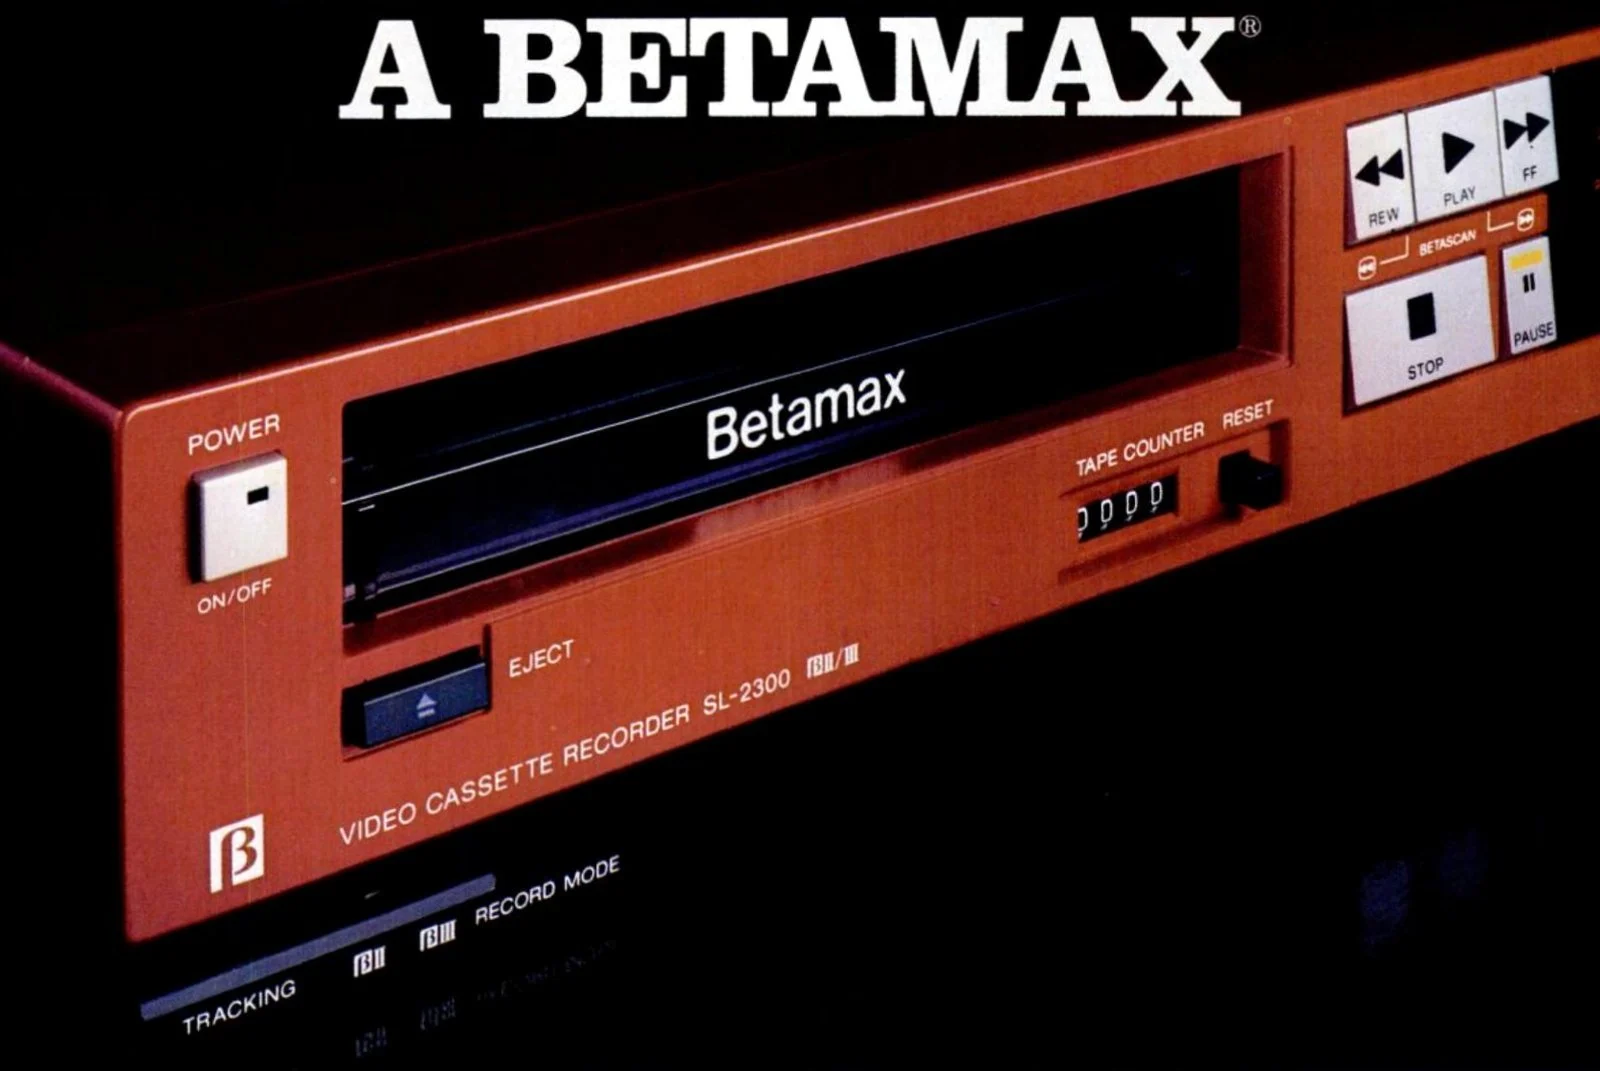 A BETAMAX®
REW
PLAY
FF
BETASCAN
STOP
PAUSE
Betamax
POWER
ON/OFF
TAPE COUNTER
RESET
0000
EJECT
VIDEO CASSETTE RECORDER SL-2300 βII/III
β
TRACKING
βII
βIII
RECORD MODE